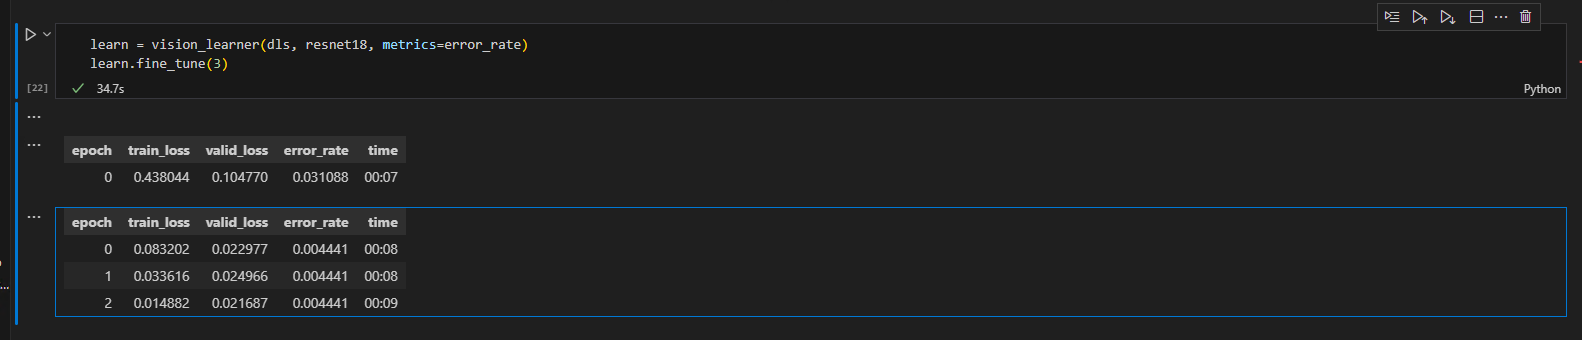 learn = vision_learner(dls, resnet18, metrics=error_rate)
learn.fine_tune(3)
[22] 34.7s Python
...
...
epoch train_loss valid_loss error_rate time
0 0.438044 0.104770 0.031088 00:07
...
epoch train_loss valid_loss error_rate time
0 0.083202 0.022977 0.004441 00:08
1 0.033616 0.024966 0.004441 00:08
2 0.014882 0.021687 0.004441 00:09